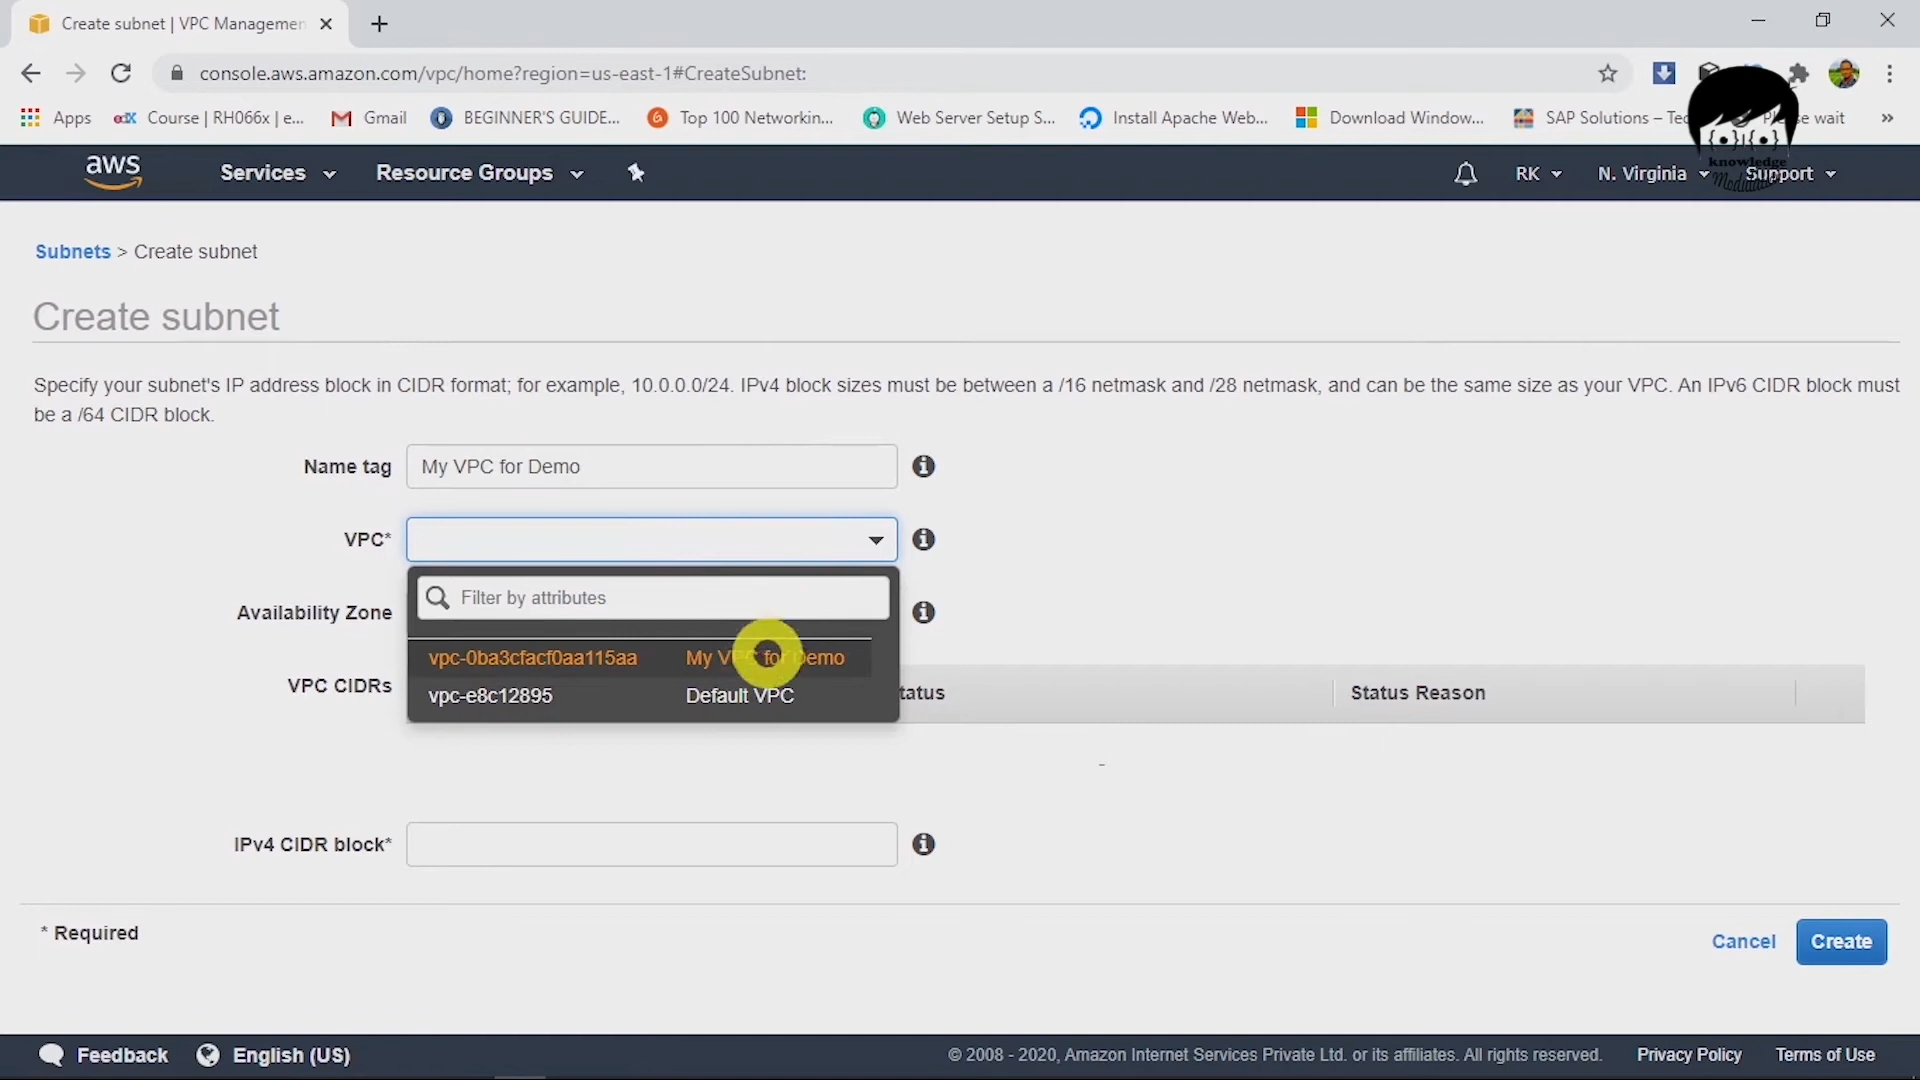 Create subnet | VPC Managemen
console.aws.amazon.com/vpc/home?region=us-east-1#CreateSubnet:
Apps edX Course | RH066x | e... Gmail BEGINNER'S GUIDE... Top 100 Networkin... Web Server Setup S... Install Apache Web... Download Window... SAP Solutions – Tec wait »
aws Services Resource Groups RK N. Virginia Support
knowledge
Subnets > Create subnet
Create subnet
Specify your subnet's IP address block in CIDR format; for example, 10.0.0.0/24. IPv4 block sizes must be between a /16 netmask and /28 netmask, and can be the same size as your VPC. An IPv6 CIDR block must
be a /64 CIDR block.
Name tag My VPC for Demo
VPC*
Filter by attributes
Availability Zone
vpc-0ba3cfacf0aa115aa My VPC for Demo
VPC CIDRs
vpc-e8c12895 Default VPC
tatus Status Reason
-
IPv4 CIDR block*
* Required
Cancel Create
Feedback English (US) © 2008 - 2020, Amazon Internet Services Private Ltd. or its affiliates. All rights reserved. Privacy Policy Terms of Use